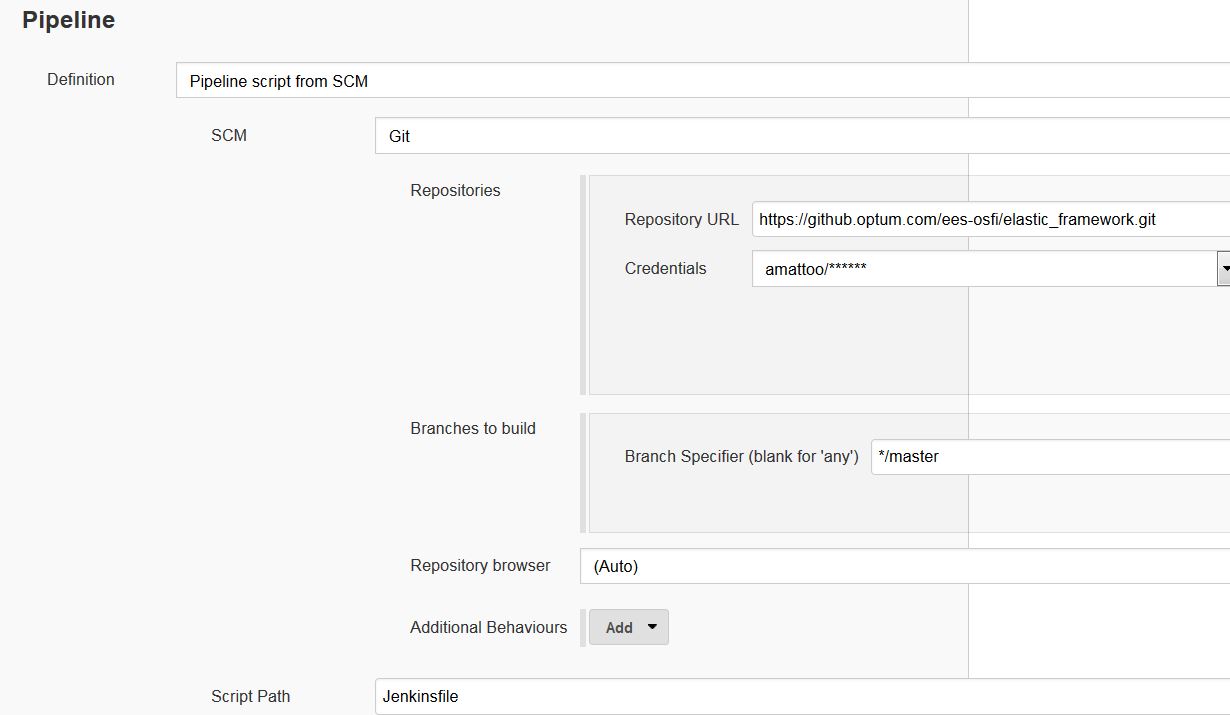 Pipeline
Definition Pipeline script from SCM
SCM Git
Repositories
Repository URL https://github.optum.com/ees-osfi/elastic_framework.git
Credentials amattoo/******
Branches to build
Branch Specifier (blank for 'any') */master
Repository browser (Auto)
Additional Behaviours Add
Script Path Jenkinsfile